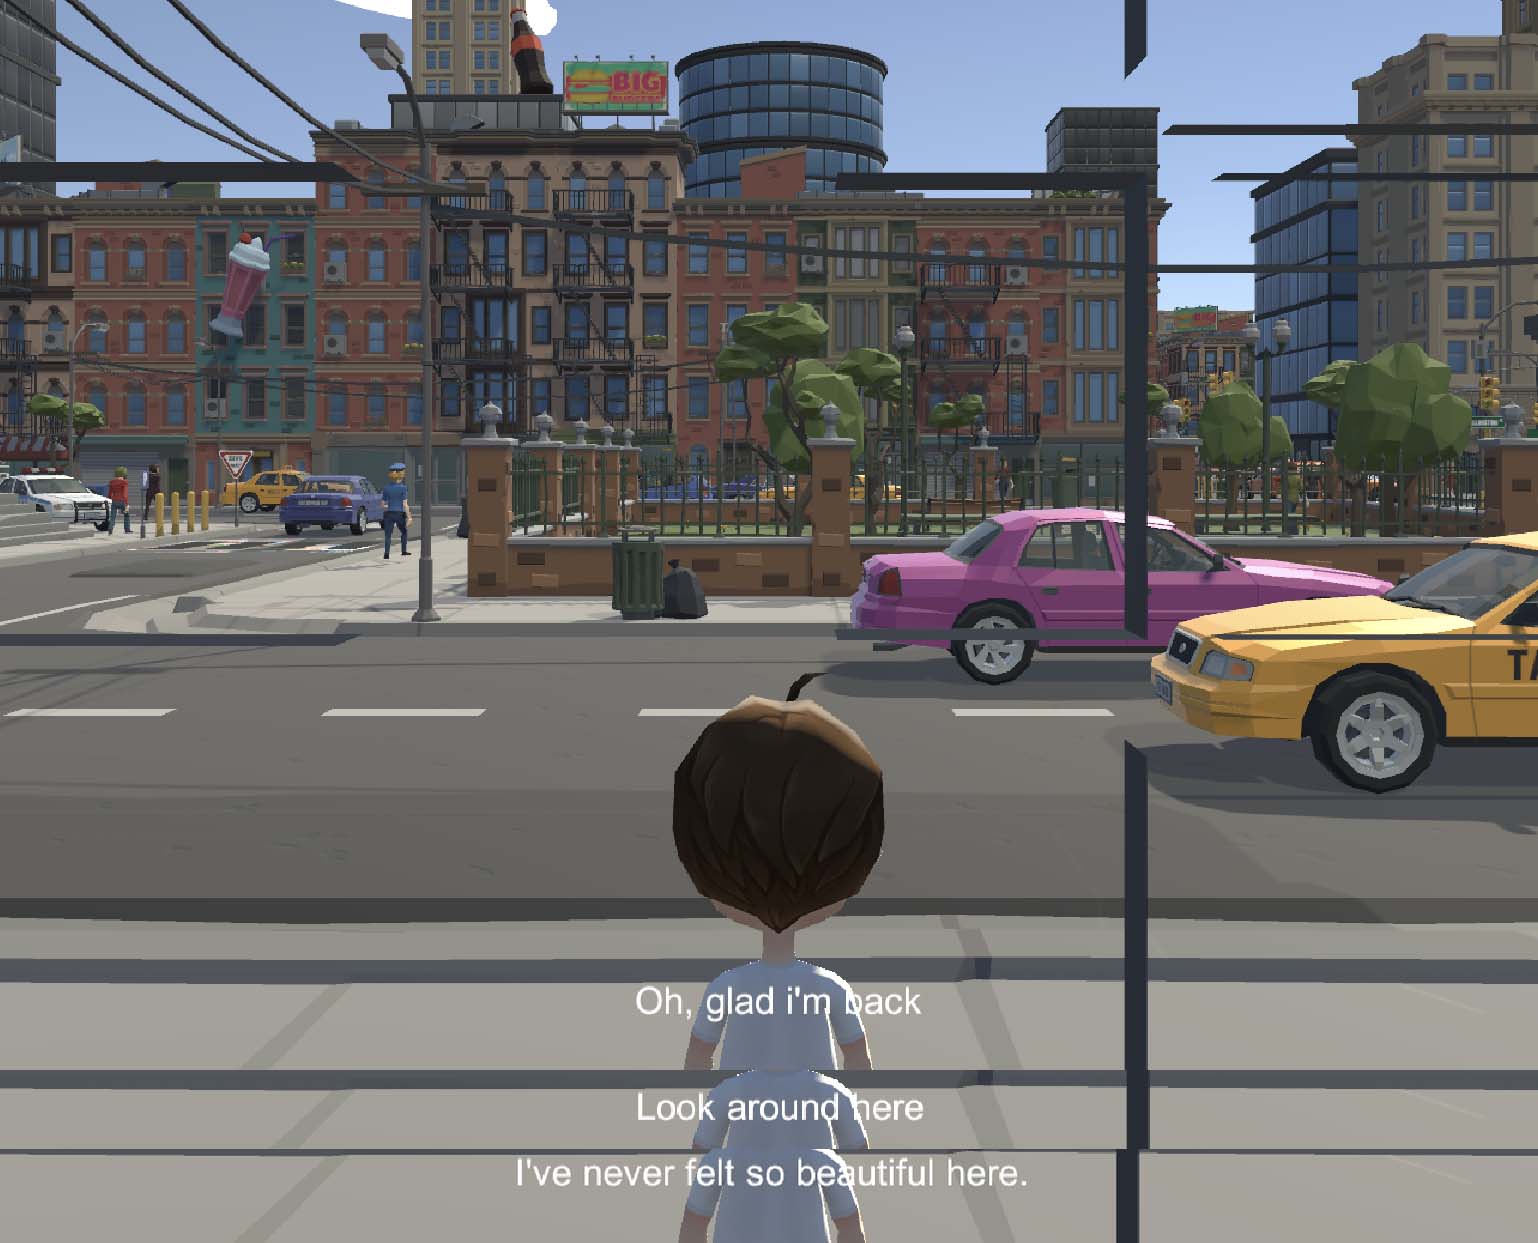 BIG
TA
Oh, glad i'm back
Look around here
I've never felt so beautiful here.